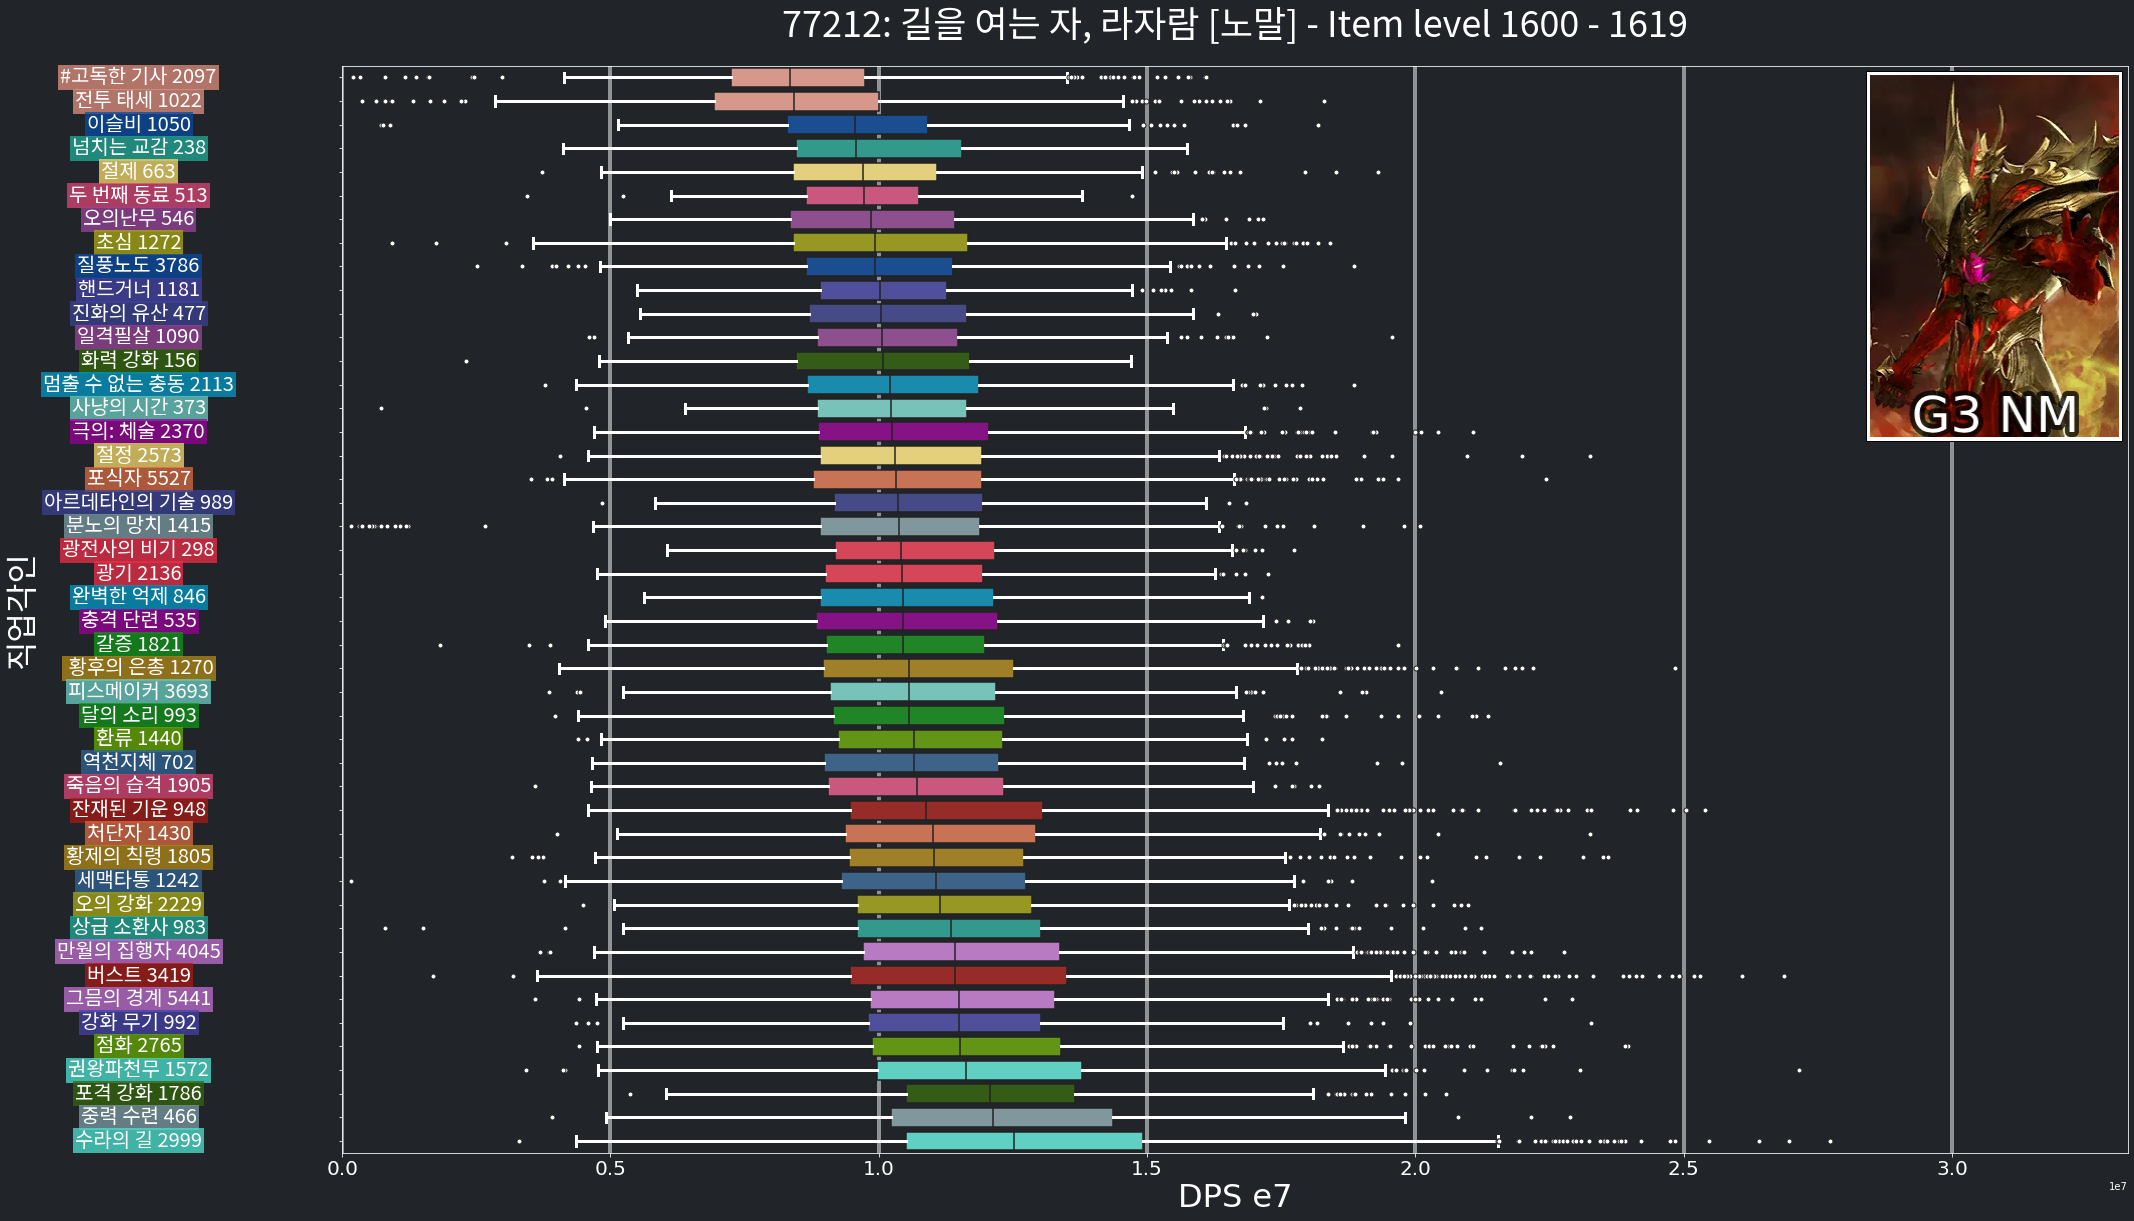 77212: 길을 여는 자, 라자람 [노말] - Item level 1600 - 1619
#고독한 기사 2097
전투 태세 1022
이슬비 1050
넘치는 교감 238
절제 663
두 번째 동료 513
오의난무 546
초심 1272
질풍노도 3786
핸드거너 1181
진화의 유산 477
일격필살 1090
화력 강화 156
멈출 수 없는 충동 2113
사냥의 시간 373
극의: 체술 2370
절정 2573
포식자 5527
아르데타인의 기술 989
분노의 망치 1415
광전사의 비기 298
광기 2136
완벽한 억제 846
충격 단련 535
갈증 1821
황후의 은총 1270
피스메이커 3693
달의 소리 993
환류 1440
역천지체 702
죽음의 습격 1905
잔재된 기운 948
처단자 1430
황제의 칙령 1805
세맥타통 1242
오의 강화 2229
상급 소환사 983
만월의 집행자 4045
버스트 3419
그믐의 경계 5441
강화 무기 992
점화 2765
권왕파천무 1572
포격 강화 1786
중력 수련 466
수라의 길 2999
직업각인
G3 NM
0.0 0.5 1.0 1.5 2.0 2.5 3.0
DPS e7
1e7